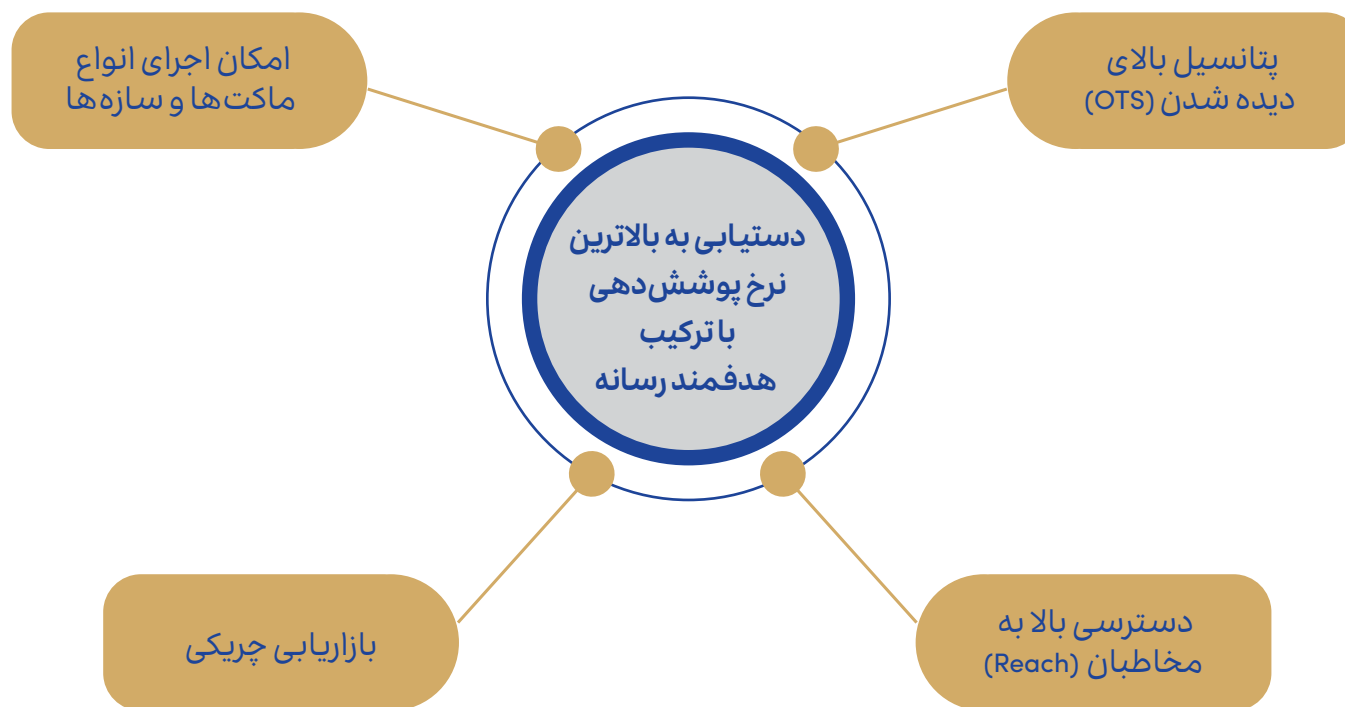 پتانسیل بالای
دیده شدن (OTS)
امکان اجرای انواع
ماکت‌ها و سازه‌ها
دستیابی به بالاترین
نرخ پوشش‌دهی
با ترکیب
هدفمند رسانه
دسترسی بالا به
مخاطبان (Reach)
بازاریابی چریکی